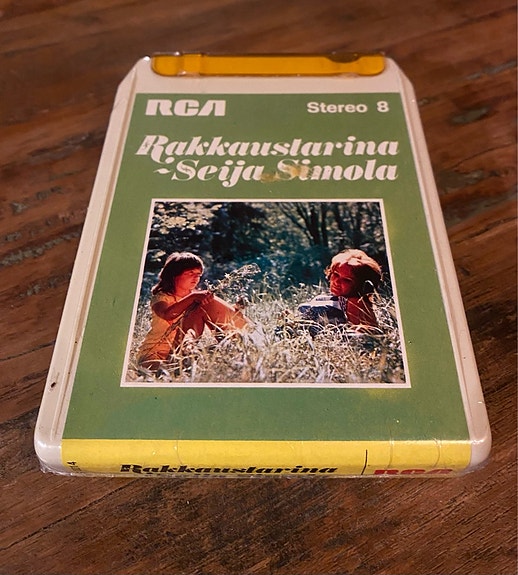 RCA
Stereo 8
Rakkaustarina
~Seija Simola
Rakkaustarina
RCA